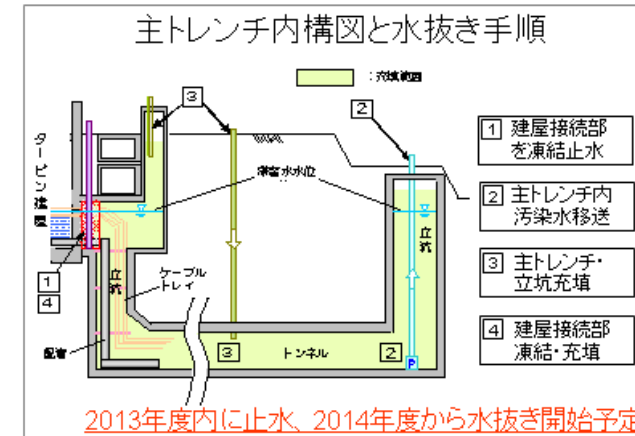 主トレンチ内構図と水抜き手順
：充填範囲
3
2
1 建屋接続部
を凍結止水
タービン建屋
滞留水水位
2 主トレンチ内
汚染水移送
立坑
立坑
3 主トレンチ・
立坑充填
1
4
ケーブル
トレイ
4 建屋接続部
凍結・充填
配管
3
トンネル
2
P
2013年度内に止水、2014年度から水抜き開始予定